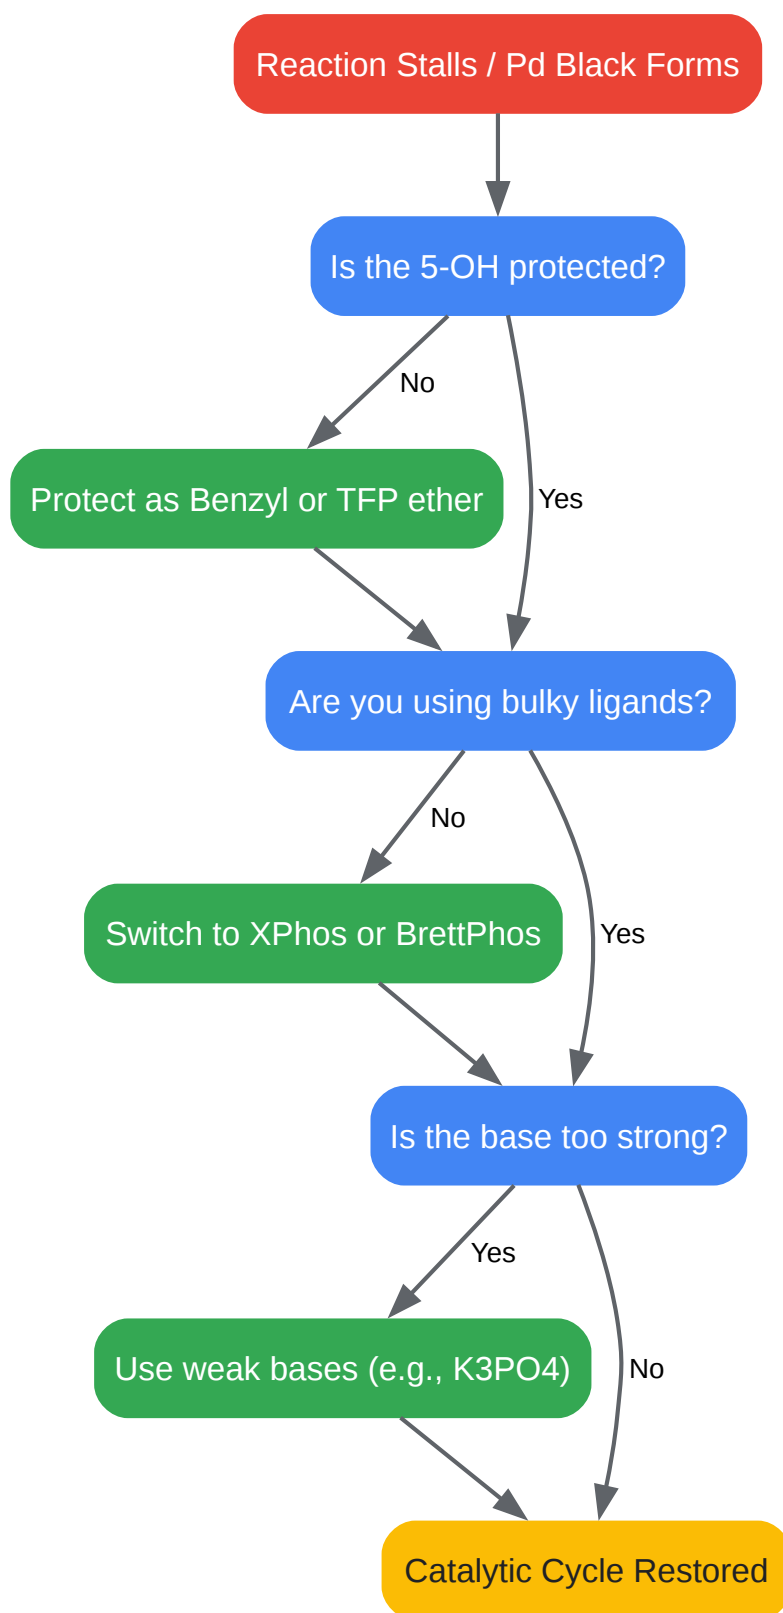 Reaction Stalls / Pd Black Forms
Is the 5-OH protected?
No
Protect as Benzyl or TFP ether
Yes
Are you using bulky ligands?
No
Switch to XPhos or BrettPhos
Yes
Is the base too strong?
Yes
Use weak bases (e.g., K3PO4)
No
Catalytic Cycle Restored